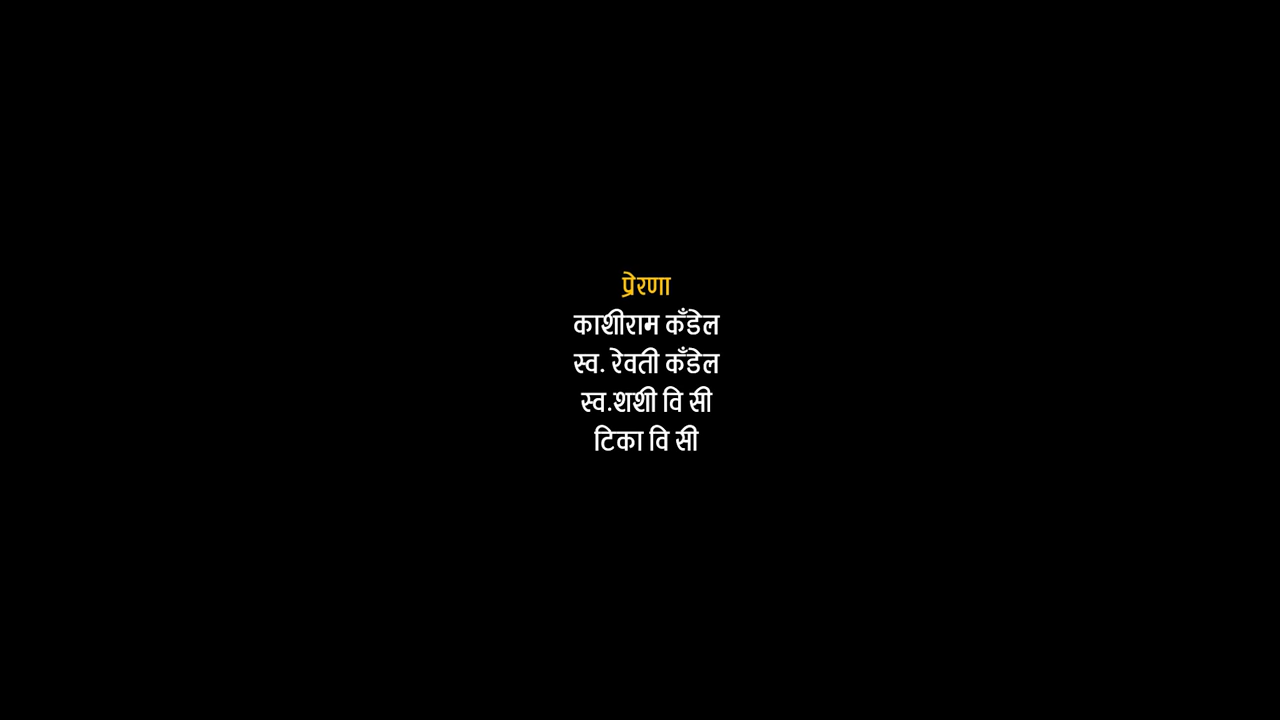 प्रेरणा
काशीराम कँडेल
स्व. रेवती कँडेल
स्व.शशी वि सी
टिका वि सी